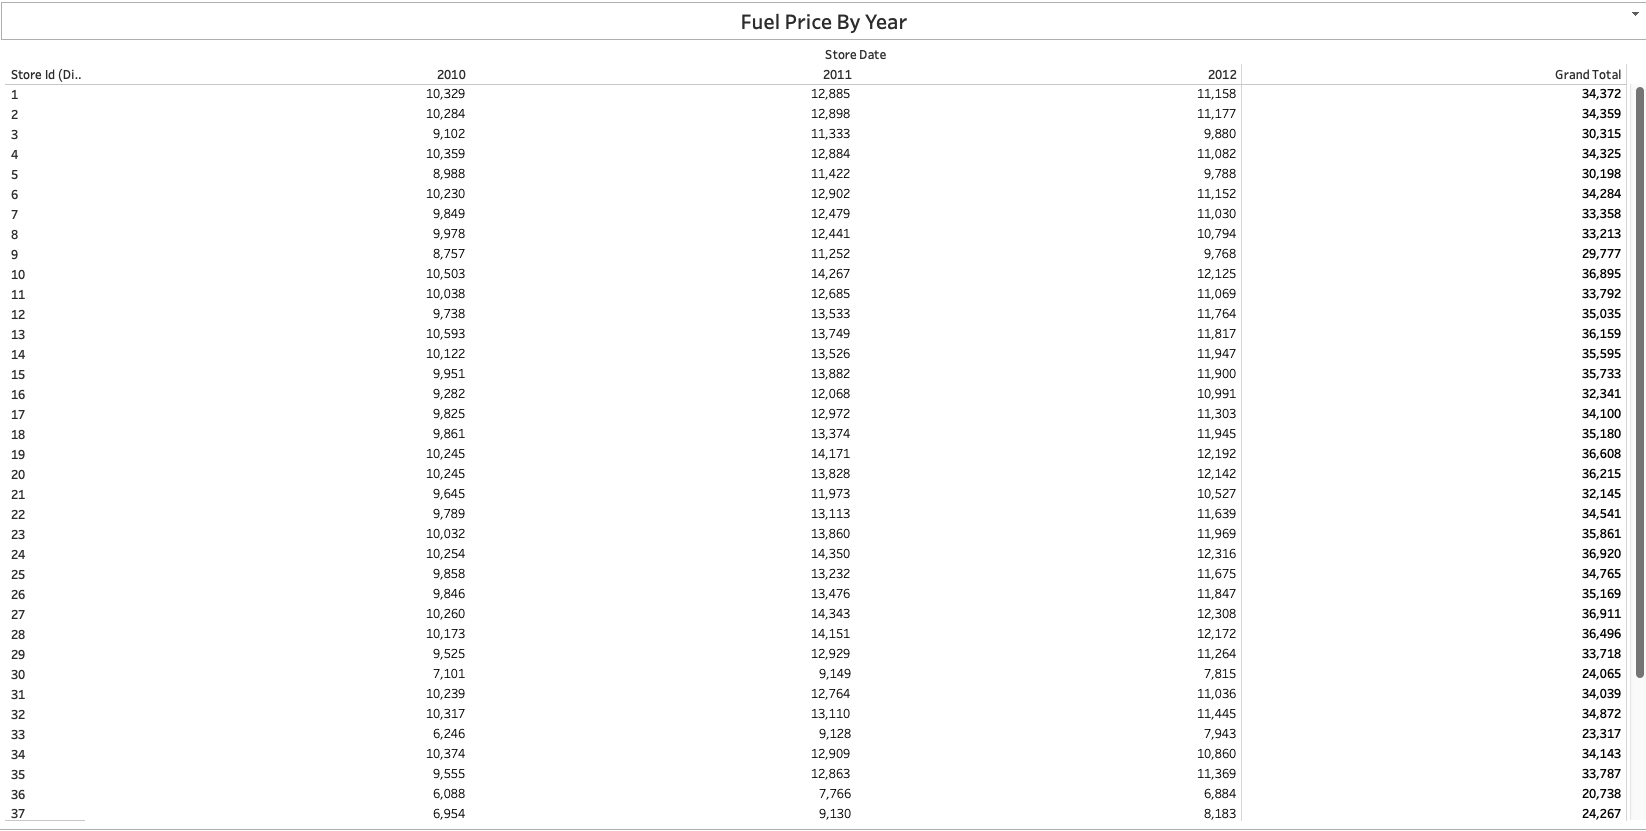 Fuel Price By Year
Store Date
Store Id (Di.. 2010 2011 2012 Grand Total
1 10,329 12,885 11,158 34,372
2 10,284 12,898 11,177 34,359
3 9,102 11,333 9,880 30,315
4 10,359 12,884 11,082 34,325
5 8,988 11,422 9,788 30,198
6 10,230 12,902 11,152 34,284
7 9,849 12,479 11,030 33,358
8 9,978 12,441 10,794 33,213
9 8,757 11,252 9,768 29,777
10 10,503 14,267 12,125 36,895
11 10,038 12,685 11,069 33,792
12 9,738 13,533 11,764 35,035
13 10,593 13,749 11,817 36,159
14 10,122 13,526 11,947 35,595
15 9,951 13,882 11,900 35,733
16 9,282 12,068 10,991 32,341
17 9,825 12,972 11,303 34,100
18 9,861 13,374 11,945 35,180
19 10,245 14,171 12,192 36,608
20 10,245 13,828 12,142 36,215
21 9,645 11,973 10,527 32,145
22 9,789 13,113 11,639 34,541
23 10,032 13,860 11,969 35,861
24 10,254 14,350 12,316 36,920
25 9,858 13,232 11,675 34,765
26 9,846 13,476 11,847 35,169
27 10,260 14,343 12,308 36,911
28 10,173 14,151 12,172 36,496
29 9,525 12,929 11,264 33,718
30 7,101 9,149 7,815 24,065
31 10,239 12,764 11,036 34,039
32 10,317 13,110 11,445 34,872
33 6,246 9,128 7,943 23,317
34 10,374 12,909 10,860 34,143
35 9,555 12,863 11,369 33,787
36 6,088 7,766 6,884 20,738
37 6,954 9,130 8,183 24,267